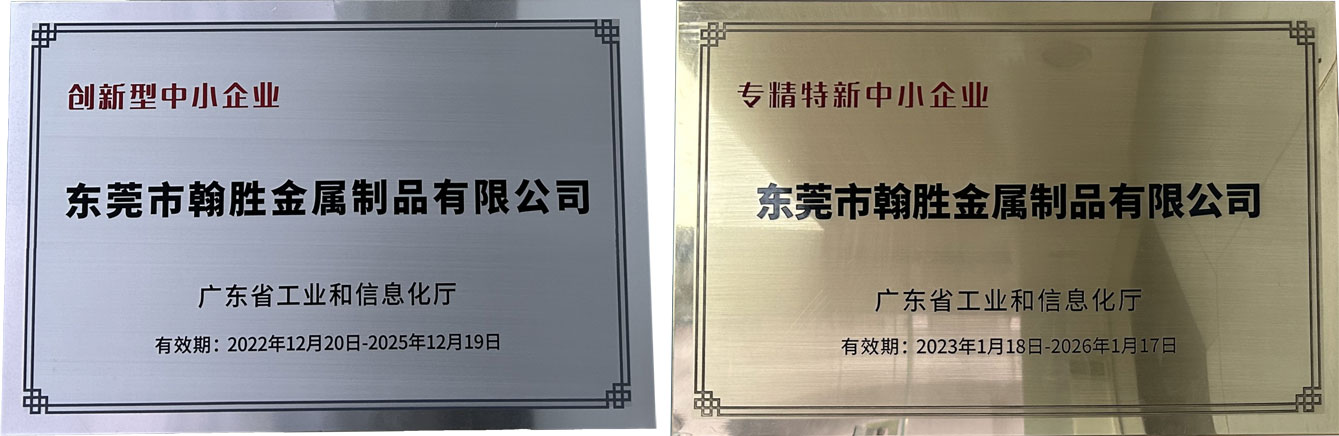 创新型中小企业
东莞市翰胜金属制品有限公司
广东省工业和信息化厅
有效期：2022年12月20日-2025年12月19日
专精特新中小企业
东莞市翰胜金属制品有限公司
广东省工业和信息化厅
有效期：2023年1月18日-2026年1月17日